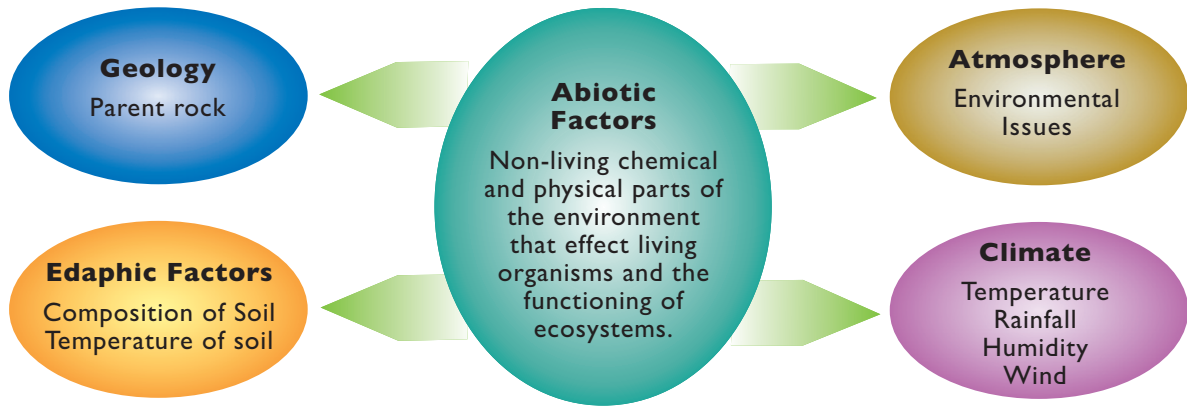 Geology
Parent rock
Abiotic
Factors
Non-living chemical
and physical parts of
the environment
that effect living
organisms and the
functioning of
ecosystems.
Atmosphere
Environmental
Issues
Edaphic Factors
Composition of Soil
Temperature of soil
Climate
Temperature
Rainfall
Humidity
Wind